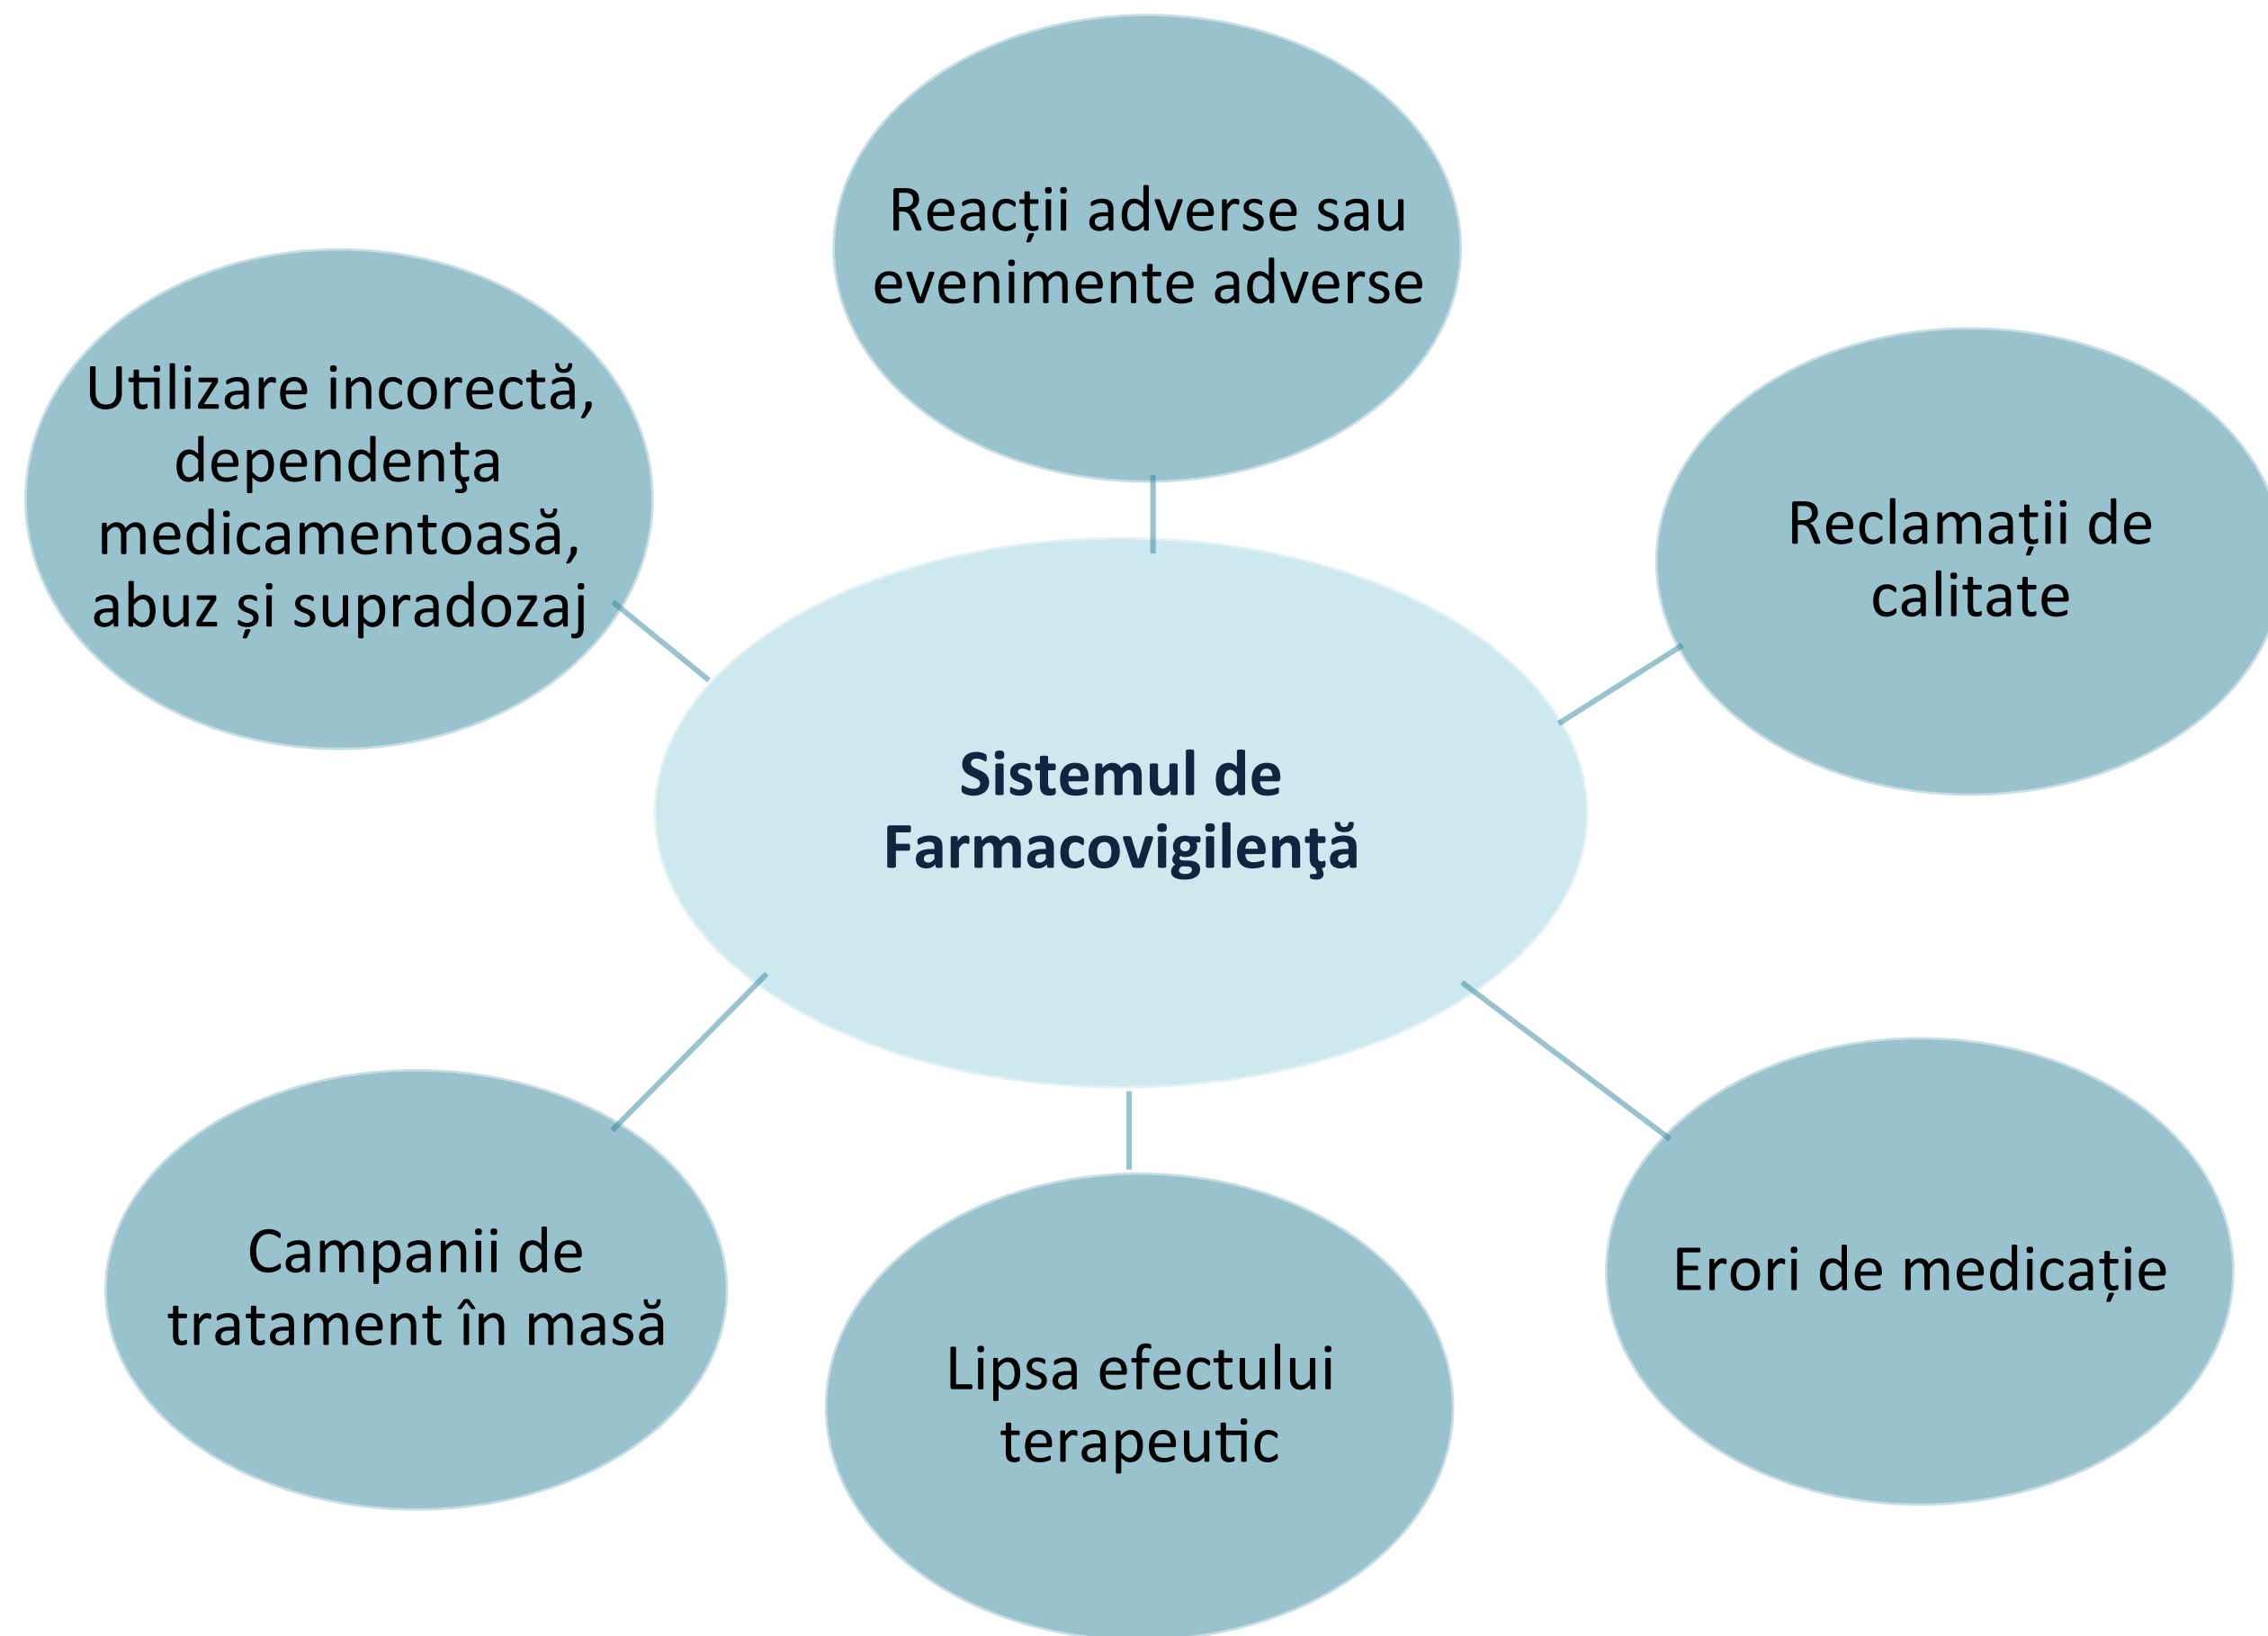 Reacții adverse sau
evenimente adverse
Utilizare incorectă,
dependenţa
medicamentoasă,
abuz și supradozaj
Reclamații de
calitate
Sistemul de
Farmacovigilenţă
Campanii de
tratament în masă
Erori de medicație
Lipsa efectului
terapeutic